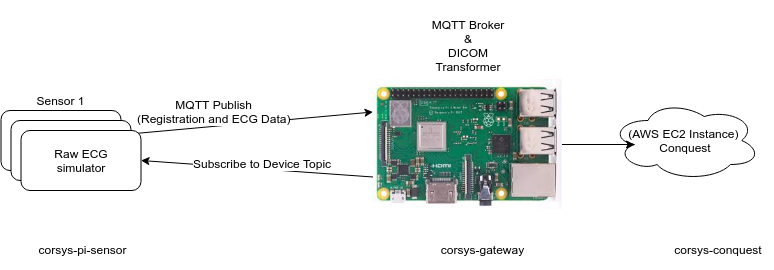 MQTT Broker
&
DICOM
Transformer
Sensor 1
MQTT Publish
(Registration and ECG Data)
Raw ECG
simulator
Subscribe to Device Topic
HDMI
(AWS EC2 Instance)
Conquest
corsys-pi-sensor
corsys-gateway
corsys-conquest